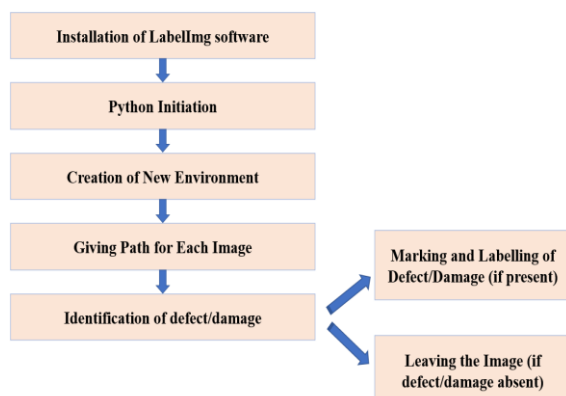 Installation of LabelImg software
Python Initiation
Creation of New Environment
Giving Path for Each Image
Identification of defect/damage
Marking and Labelling of
Defect/Damage (if present)
Leaving the Image (if
defect/damage absent)